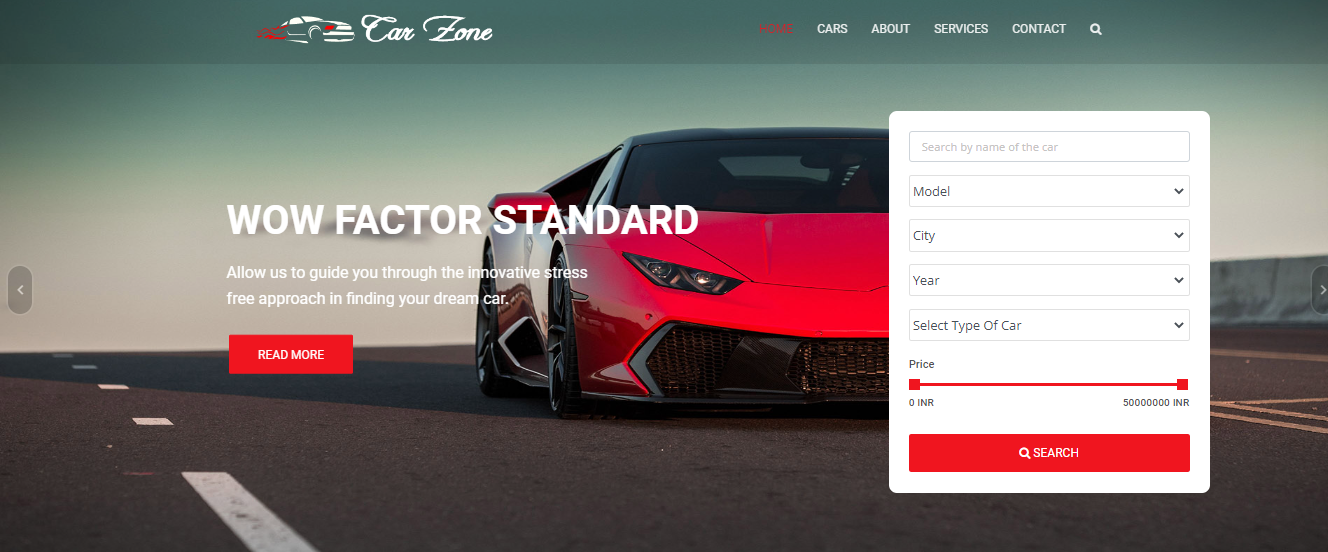 Car Zone
HOME CARS ABOUT SERVICES CONTACT
WOW FACTOR STANDARD
Allow us to guide you through the innovative stress
free approach in finding your dream car.
READ MORE
Search by name of the car
Model
City
Year
Select Type Of Car
Price
0 INR 50000000 INR
SEARCH